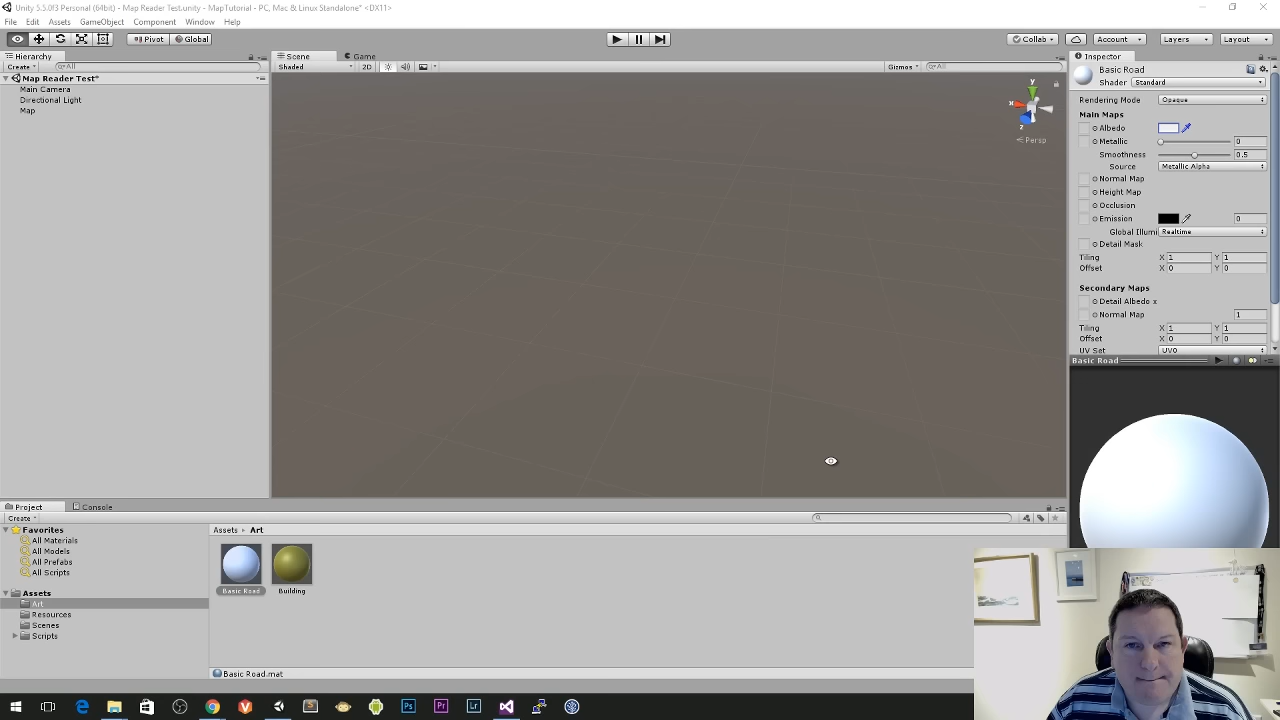 Unity 5.5.0f3 Personal (64bit) - Map Reader Test.unity - MapTutorial - PC, Mac & Linux Standalone* <DX11>
File Edit Assets GameObject Component Window Help
Pivot Global Collab Account Layers Layout
Hierarchy Scene Game Inspector
Create All Shaded 2D Gizmos All
Map Reader Test*
Main Camera
Directional Light
Map
y
x
z
Persp
Basic Road
Shader Standard
Rendering Mode Opaque
Main Maps
Albedo
Metallic 0
Smoothness 0.5
Source Metallic Alpha
Normal Map
Height Map
Occlusion
Emission 0
Global Illumi Realtime
Detail Mask
Tiling X 1 Y 1
Offset X 0 Y 0
Secondary Maps
Detail Albedo x
Normal Map 1
Tiling X 1 Y 1
Offset X 0 Y 0
UV Set UV0
Basic Road
Project Console
Create
Favorites
All Materials
All Models
All Prefabs
All Scripts
Assets
Art
Resources
Scenes
Scripts
Assets Art
Basic Road Building
Basic Road.mat
Ps Pr Lr